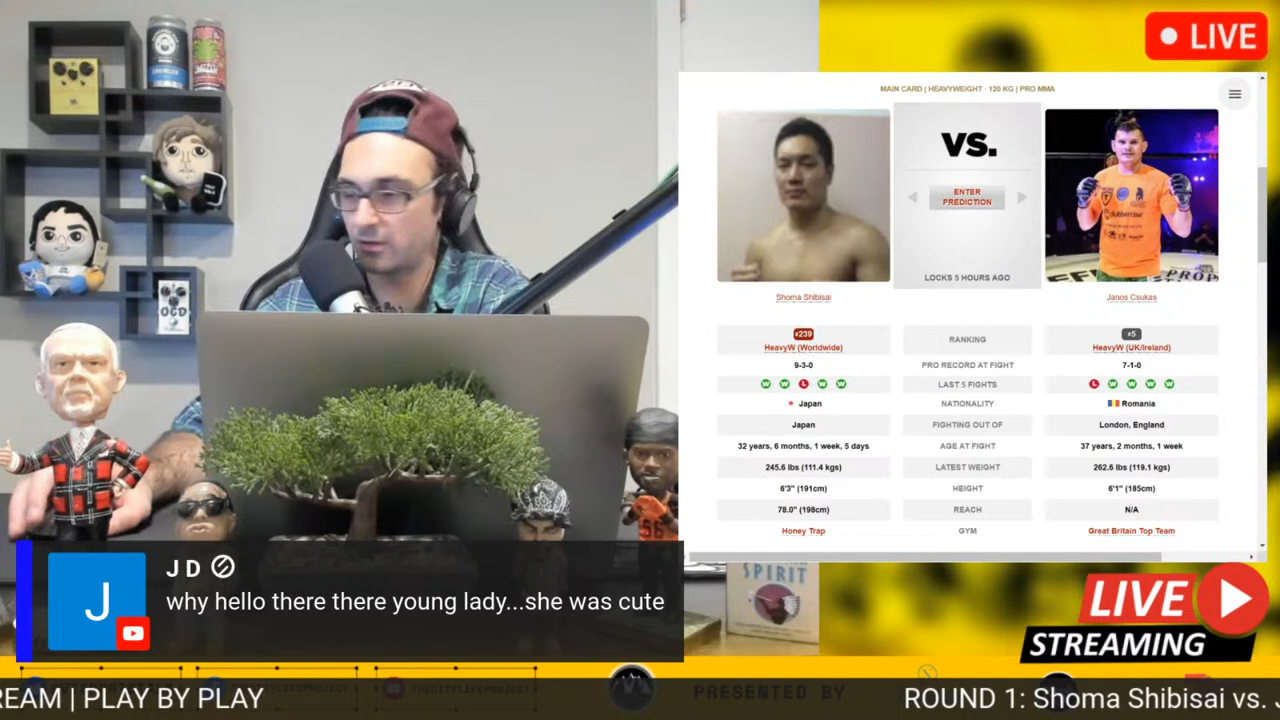 LIVE
MAIN CARD | HEAVYWEIGHT · 120 KG | PRO MMA
VS.
ENTER
PREDICTION
LOCKS 5 HOURS AGO
Shoma Shibisai
Janos Csukas
#239
HeavyW (Worldwide)
RANKING
#5
HeavyW (UK/Ireland)
9-3-0
PRO RECORD AT FIGHT
7-1-0
W W L W W
LAST 5 FIGHTS
L W W W W
Japan
NATIONALITY
Romania
Japan
FIGHTING OUT OF
London, England
32 years, 6 months, 1 week, 5 days
AGE AT FIGHT
37 years, 2 months, 1 week
245.6 lbs (111.4 kgs)
LATEST WEIGHT
262.6 lbs (119.1 kgs)
6'3" (191cm)
HEIGHT
6'1" (185cm)
78.0" (198cm)
REACH
N/A
Honey Trap
GYM
Great Britain Top Team
OCD
SPIRIT
J
J D
why hello there there young lady...she was cute
LIVE
STREAMING
PRESENTED BY
REAM | PLAY BY PLAY
ROUND 1: Shoma Shibisai vs. J